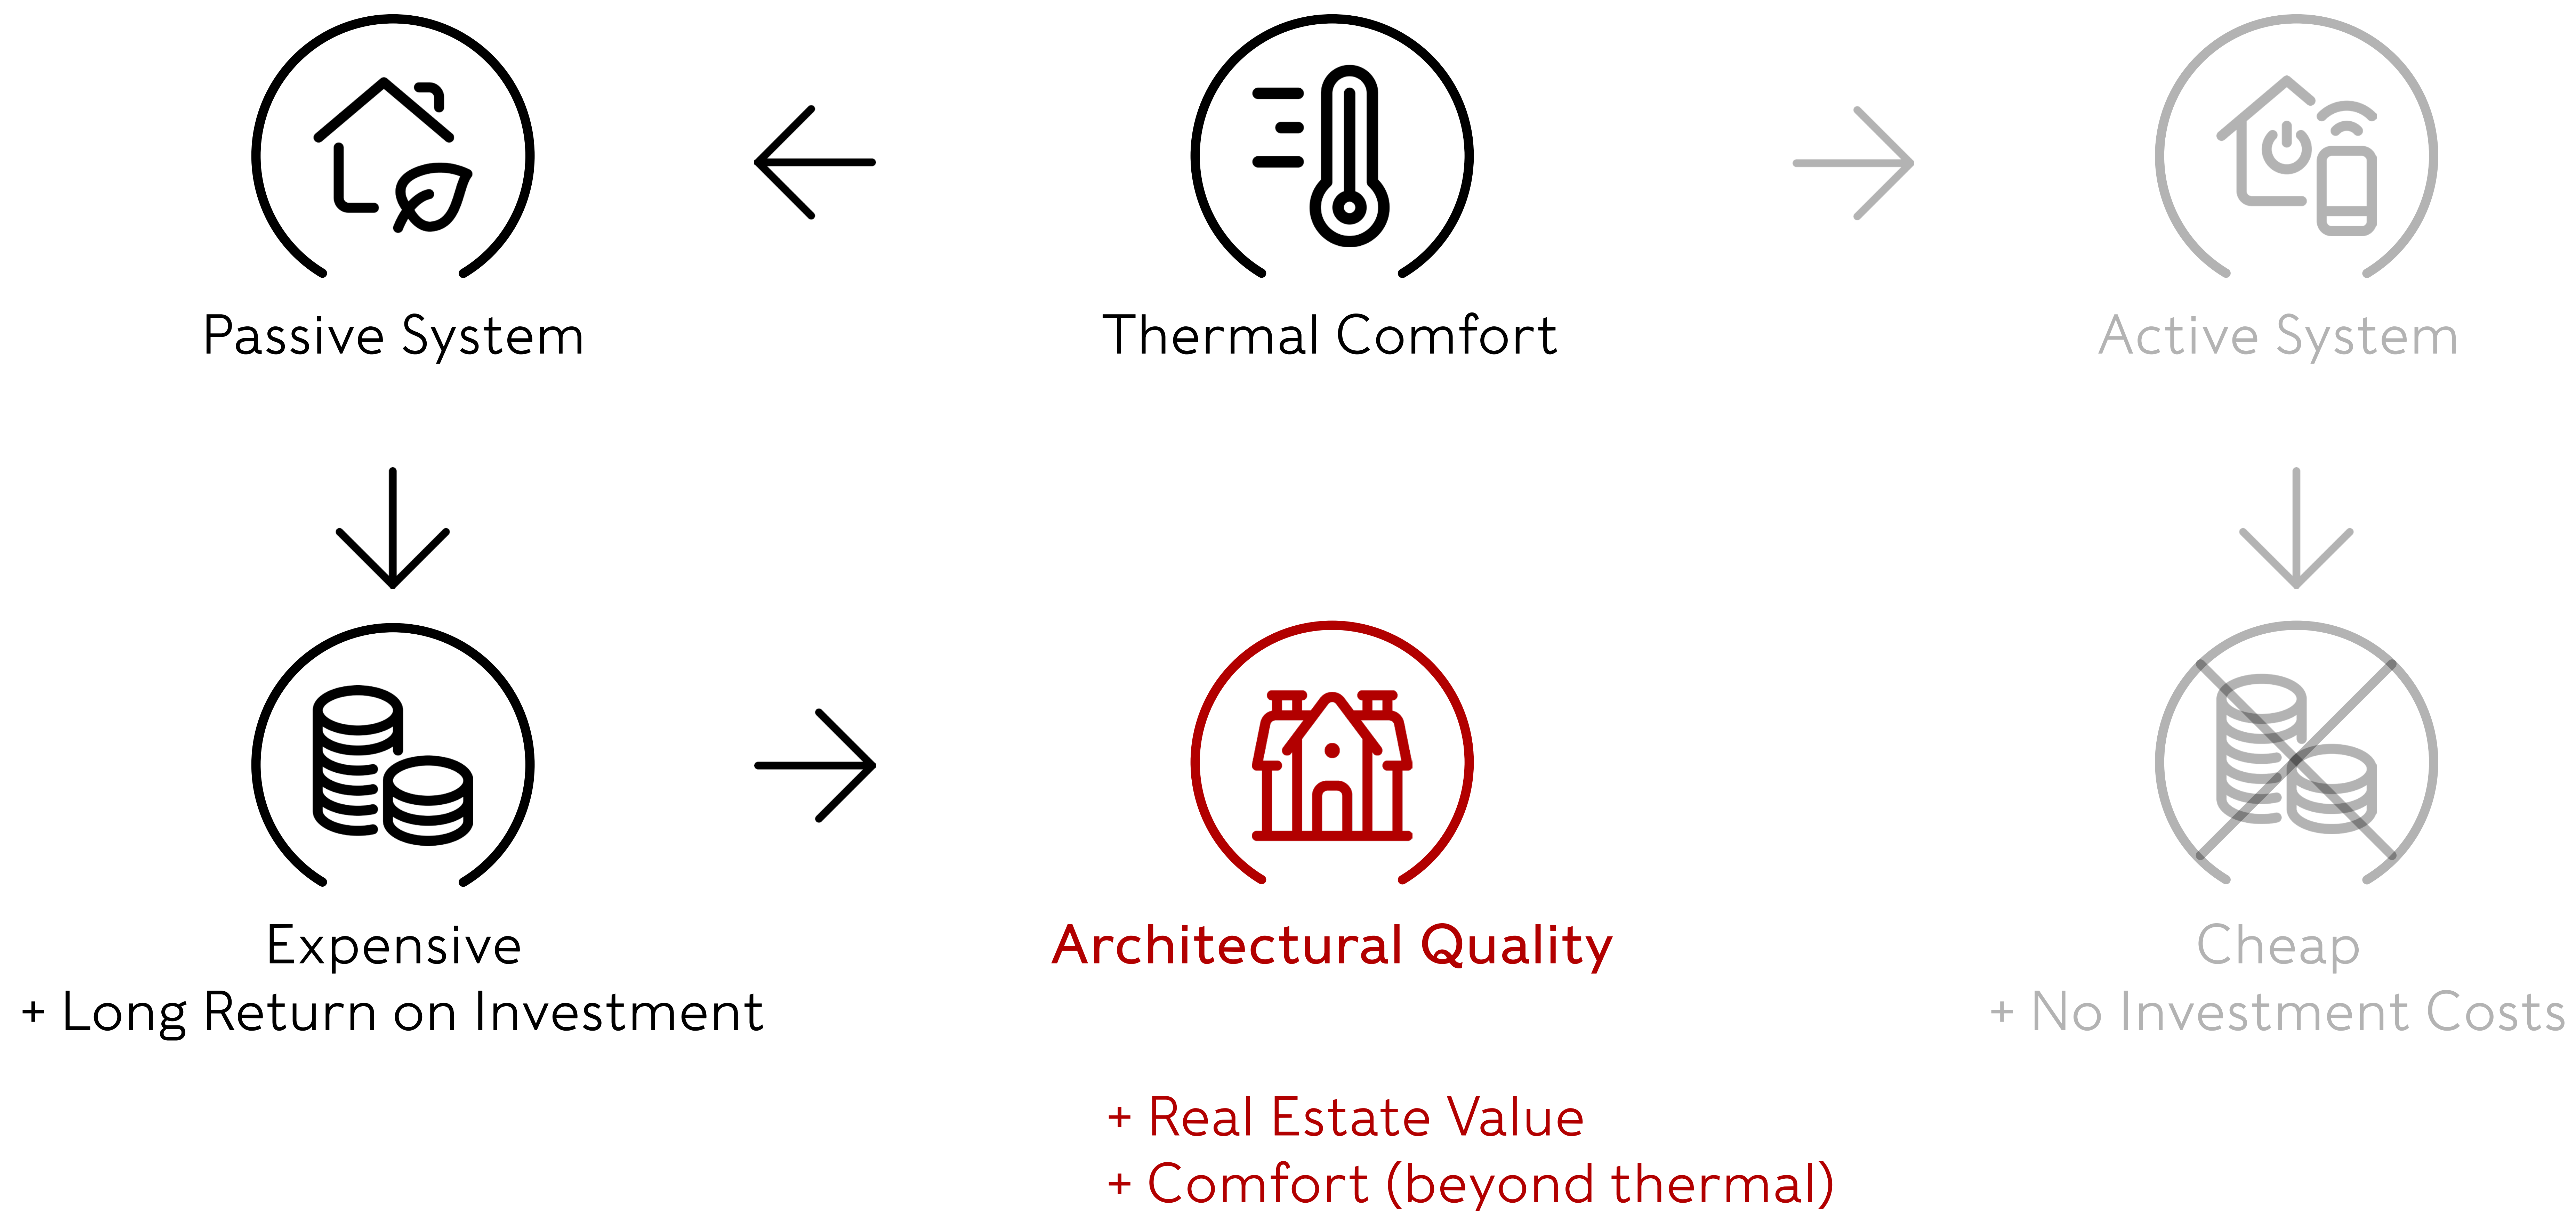 Passive System
Thermal Comfort
Active System
Expensive
+ Long Return on Investment
Architectural Quality
Cheap
+ No Investment Costs
+ Real Estate Value
+ Comfort (beyond thermal)